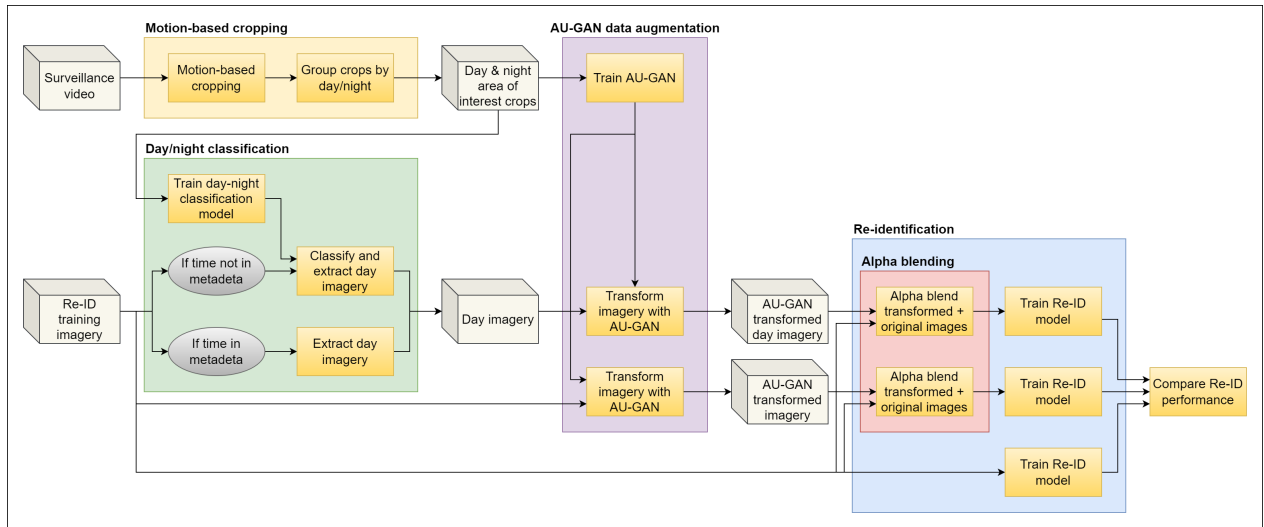 Motion-based cropping
AU-GAN data augmentation
Surveillance
video
Motion-based
cropping
Group crops by
day/night
Day & night
area of
interest crops
Train AU-GAN
Day/night classification
Train day-night
classification
model
If time not in
metadata
Classify and
extract day
imagery
Re-ID
training
imagery
If time in
metadata
Extract day
imagery
Day imagery
Transform
imagery with
AU-GAN
Transform
imagery with
AU-GAN
AU-GAN
transformed
day imagery
AU-GAN
transformed
imagery
Re-identification
Alpha blending
Alpha blend
transformed +
original images
Train Re-ID
model
Alpha blend
transformed +
original images
Train Re-ID
model
Train Re-ID
model
Compare Re-ID
performance